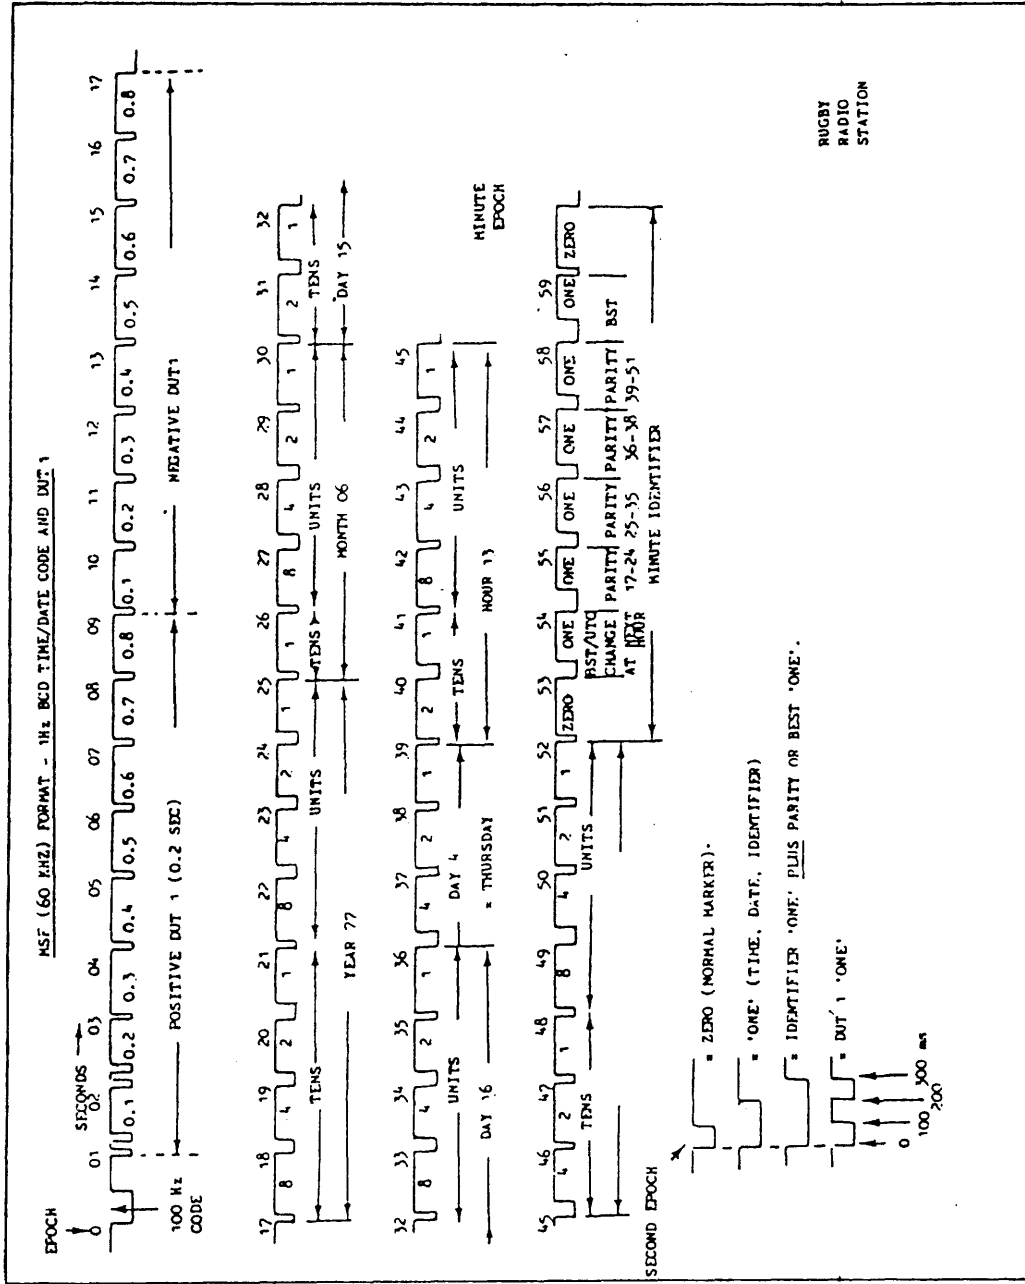 MSF (60 KHZ) FORMAT - 1Hz BCD TIME/DATE CODE AND DUT 1
EPOCH SECONDS
0 01 02 03 04 05 06 07 08 09 10 11 12 13 14 15 16 17
0.1 0.2 0.3 0.4 0.5 0.6 0.7 0.8 0.1 0.2 0.3 0.4 0.5 0.6 0.7 0.8
100 Hz CODE
POSITIVE DUT 1 (0.2 SEC)
NEGATIVE DUT1
17 18 19 20 21 22 23 24 25 26 27 28 29 30 31 32
8 4 2 1 8 4 2 1 1 8 4 2 1 2 1
TENS UNITS TENS UNITS TENS
YEAR 77 MONTH 06 DAY 15
32 33 34 35 36 37 38 39 40 41 42 43 44 45
8 4 2 1 4 2 1 2 1 8 4 2 1
UNITS DAY 4 TENS UNITS
DAY 16 = THURSDAY HOUR 13
MINUTE EPOCH
45 46 47 48 49 50 51 52 53 54 55 56 57 58 59
4 2 1 8 4 2 1 ZERO ONE ONE ONE ONE ONE ONE ZERO
TENS UNITS
BST/UTC CHANGE AT NEXT HOUR
PARITY 17-24
PARITY 25-35
PARITY 36-38
PARITY 39-51
BST
MINUTE IDENTIFIER
SECOND EPOCH
= ZERO (NORMAL MARKER).
= 'ONE' (TIME, DATE, IDENTIFIER)
= IDENTIFIER 'ONE' PLUS PARITY OR BEST 'ONE'.
= DUT 1 'ONE'
0 100 200 300 ms
RUGBY
RADIO
STATION